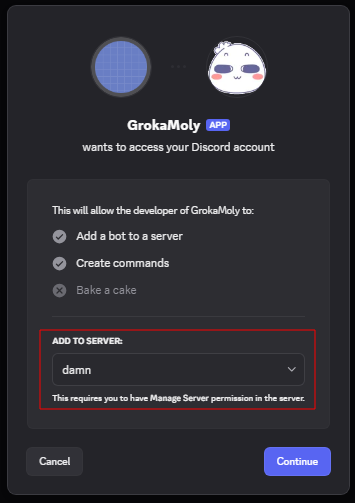 GrokaMoly APP
wants to access your Discord account
This will allow the developer of GrokaMoly to:
Add a bot to a server
Create commands
Bake a cake
ADD TO SERVER:
damn
This requires you to have Manage Server permission in the server.
Cancel Continue